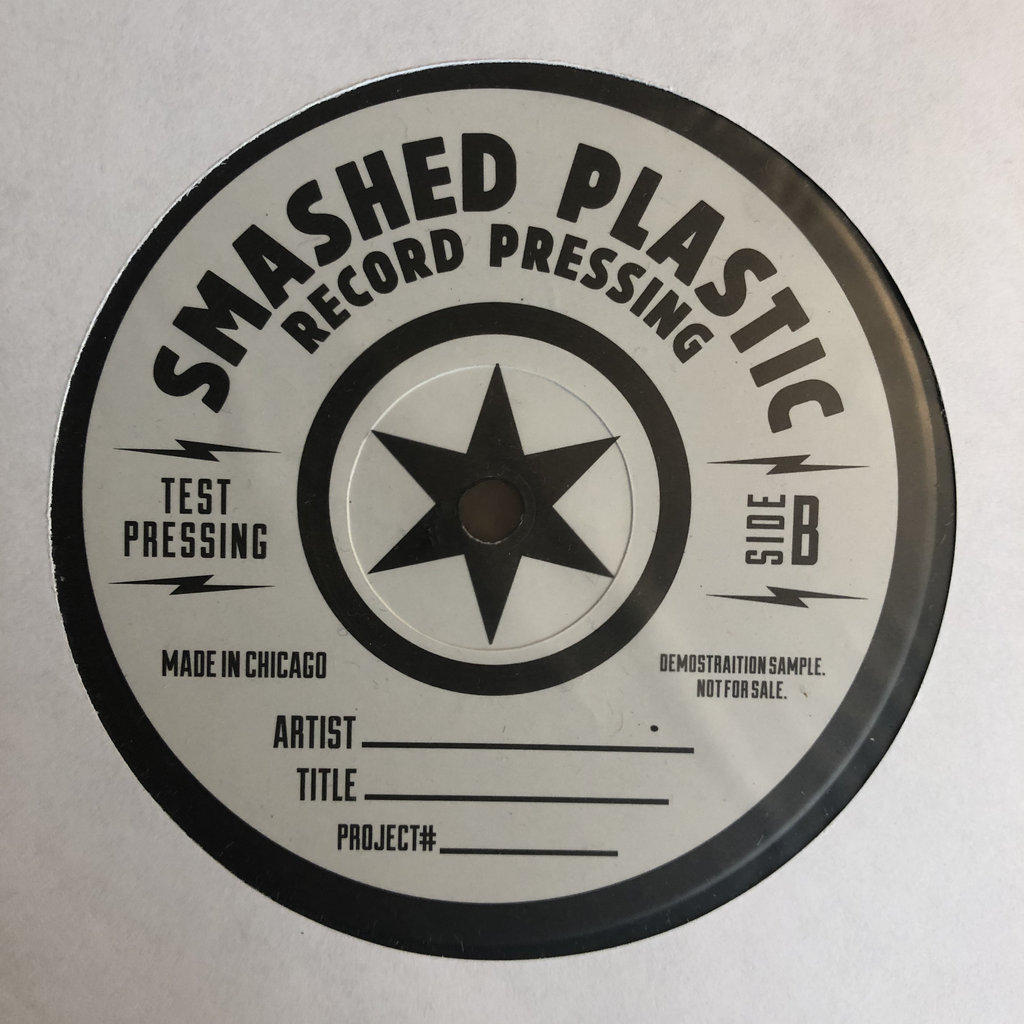 SMASHED PLASTIC
RECORD PRESSING
TEST
PRESSING
SIDE B
MADE IN CHICAGO
DEMOSTRAITION SAMPLE.
NOT FOR SALE.
ARTIST
TITLE
PROJECT#